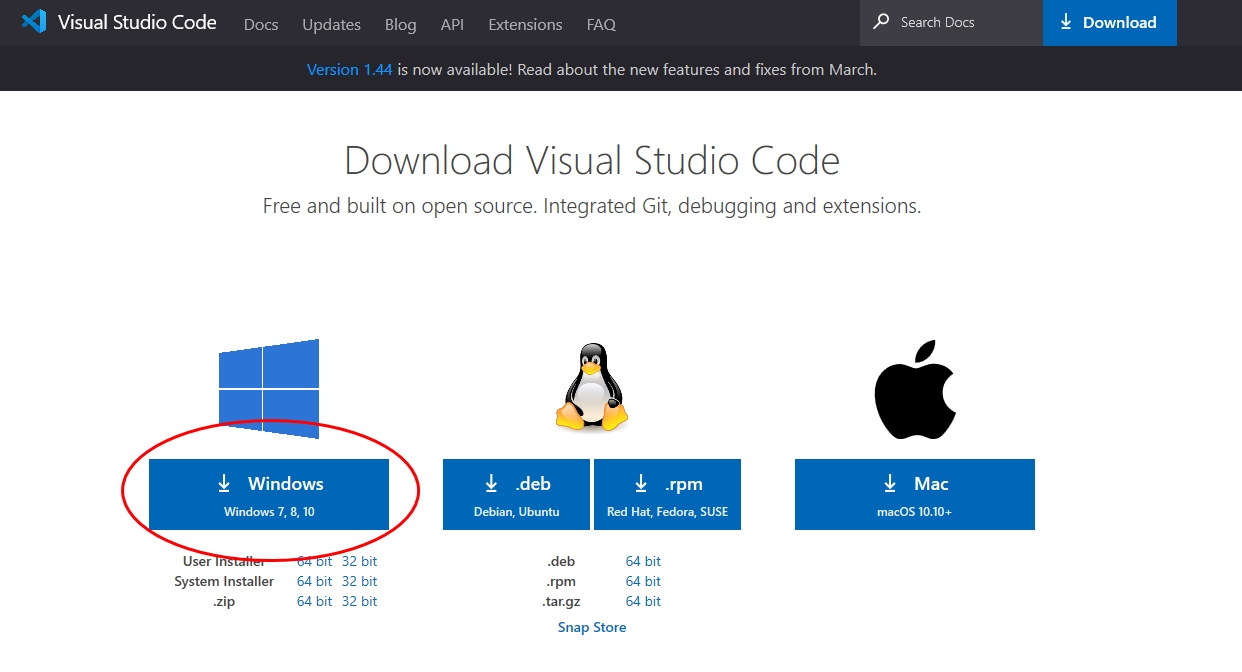 Visual Studio Code Docs Updates Blog API Extensions FAQ Search Docs Download
Version 1.44 is now available! Read about the new features and fixes from March.
Download Visual Studio Code
Free and built on open source. Integrated Git, debugging and extensions.
Windows
Windows 7, 8, 10
User Installer 64 bit 32 bit
System Installer 64 bit 32 bit
.zip 64 bit 32 bit
.deb
Debian, Ubuntu
.rpm
Red Hat, Fedora, SUSE
.deb 64 bit
.rpm 64 bit
.tar.gz 64 bit
Snap Store
Mac
macOS 10.10+